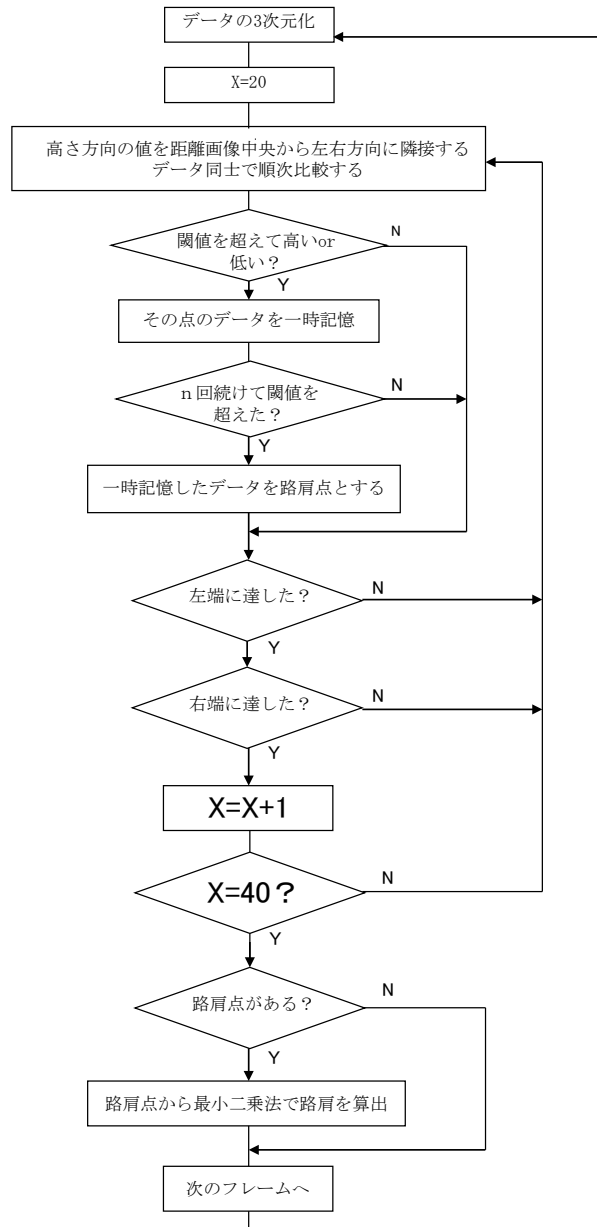 データの3次元化
X=20
高さ方向の値を距離画像中央から左右方向に隣接する
データ同士で順次比較する
閾値を超えて高いor
低い？
N
Y
その点のデータを一時記憶
ｎ回続けて閾値を
超えた？
N
Y
一時記憶したデータを路肩点とする
左端に達した？
N
Y
右端に達した？
N
Y
X=X+1
X=40？
N
Y
路肩点がある？
N
Y
路肩点から最小二乗法で路肩を算出
次のフレームへ